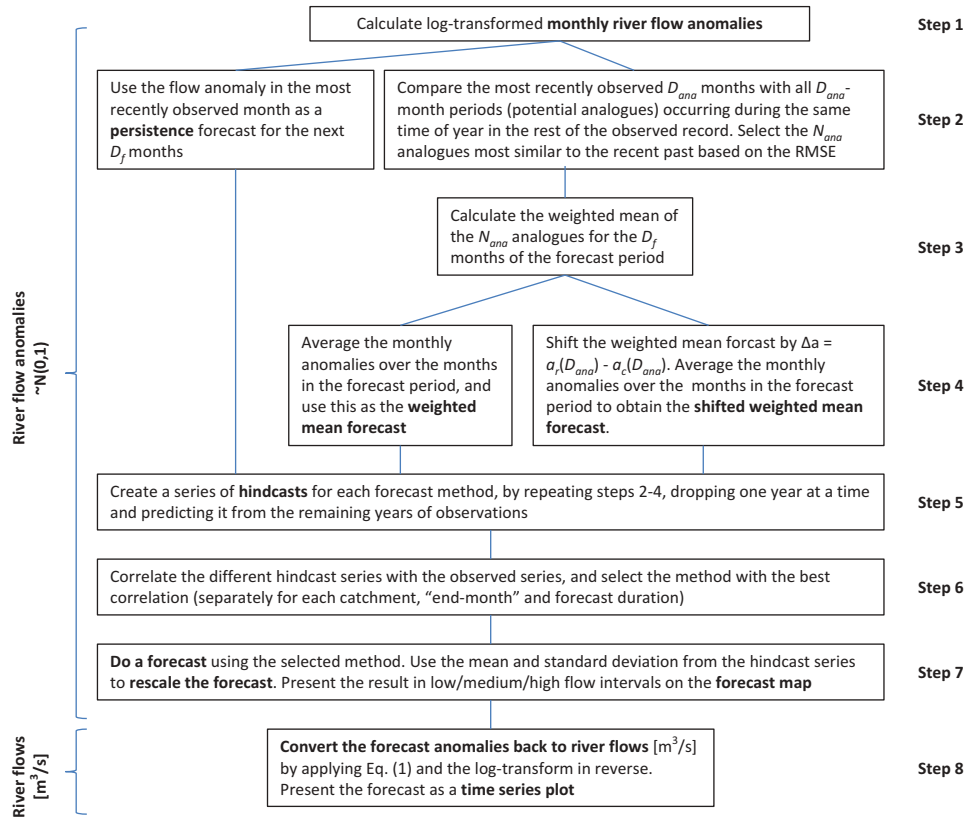 Calculate log-transformed monthly river flow anomalies
Step 1
Use the flow anomaly in the most
recently observed month as a
persistence forecast for the next
Df months
Compare the most recently observed Dana months with all Dana-
month periods (potential analogues) occurring during the same
time of year in the rest of the observed record. Select the Nana
analogues most similar to the recent past based on the RMSE
Step 2
Calculate the weighted mean of
the Nana analogues for the Df
months of the forecast period
Step 3
Average the monthly
anomalies over the months
in the forecast period, and
use this as the weighted
mean forecast
Shift the weighted mean forcast by Δa =
ar(Dana) - ac(Dana). Average the monthly
anomalies over the months in the forecast
period to obtain the shifted weighted mean
forecast.
Step 4
River flow anomalies
~N(0,1)
Create a series of hindcasts for each forecast method, by repeating steps 2-4, dropping one year at a time
and predicting it from the remaining years of observations
Step 5
Correlate the different hindcast series with the observed series, and select the method with the best
correlation (separately for each catchment, “end-month” and forecast duration)
Step 6
Do a forecast using the selected method. Use the mean and standard deviation from the hindcast series
to rescale the forecast. Present the result in low/medium/high flow intervals on the forecast map
Step 7
River flows
[m³/s]
Convert the forecast anomalies back to river flows [m³/s]
by applying Eq. (1) and the log-transform in reverse.
Present the forecast as a time series plot
Step 8